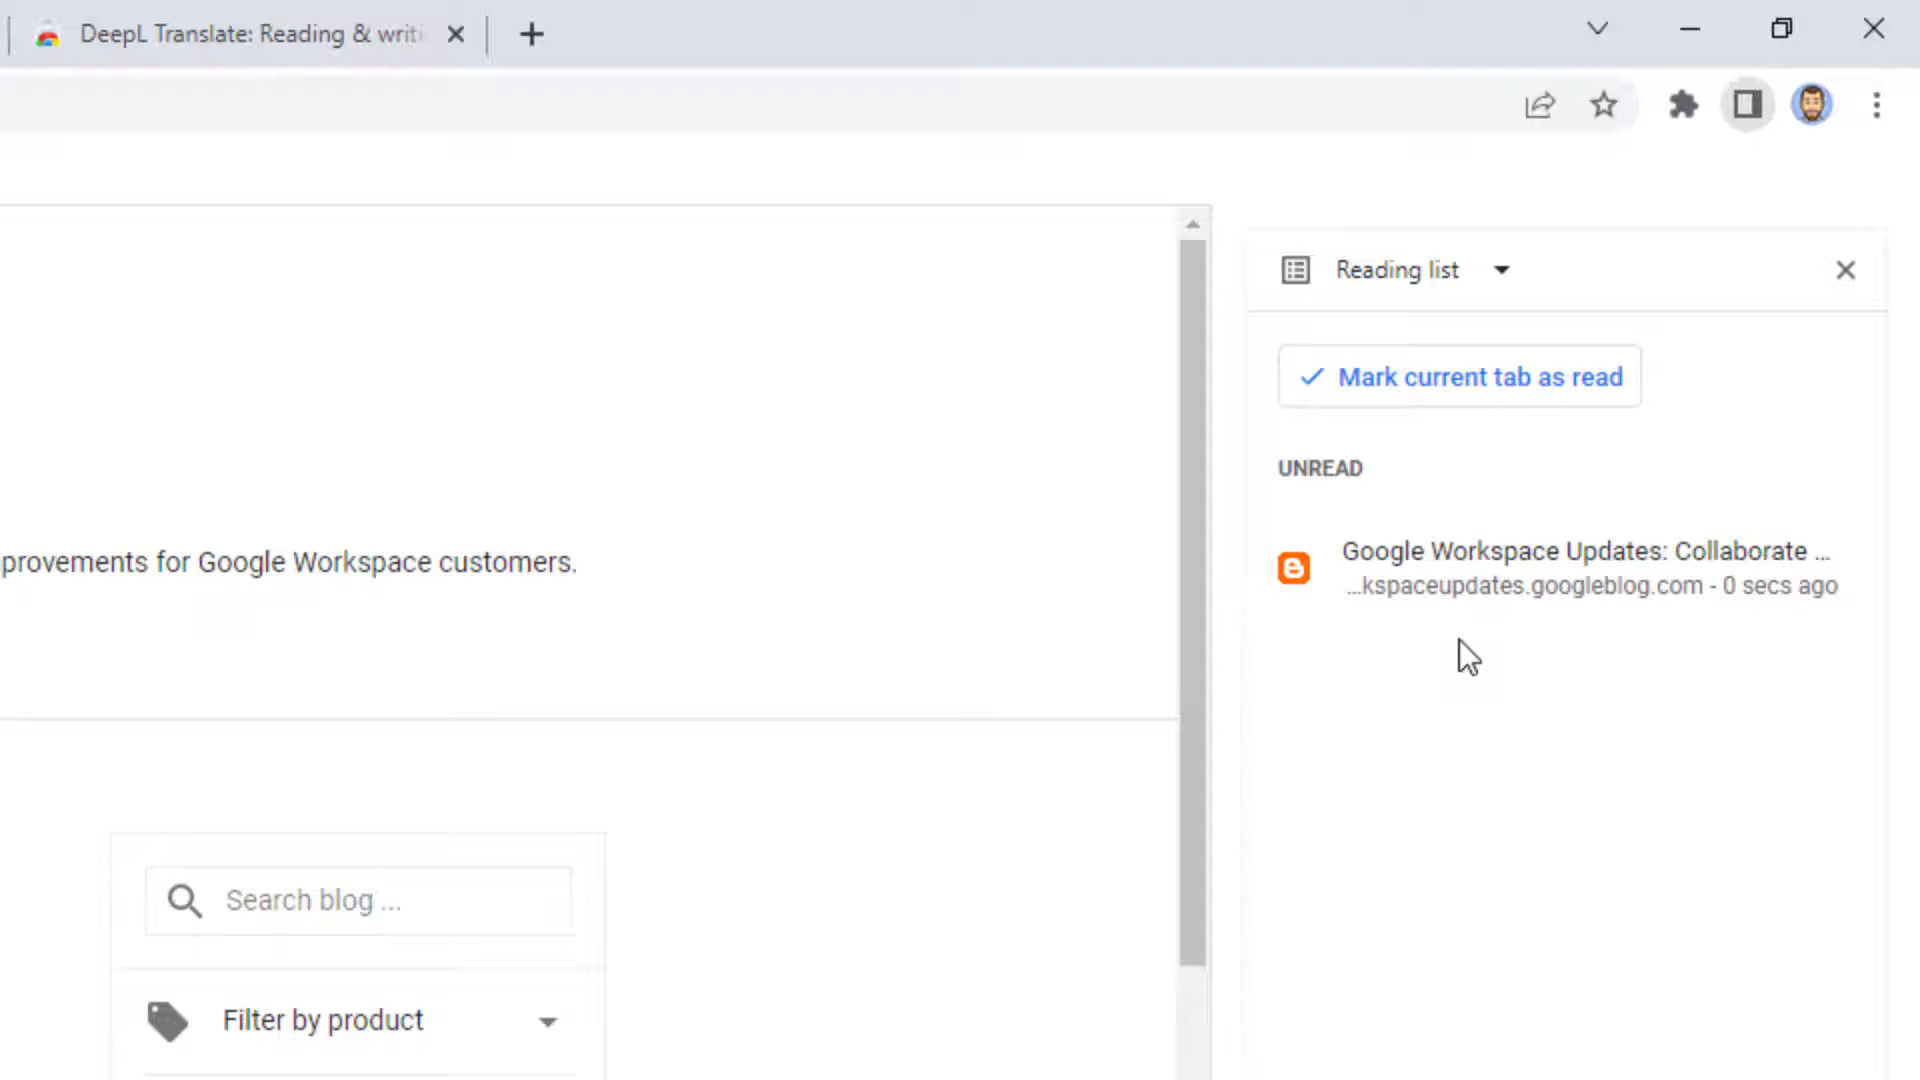 DeepL Translate: Reading & writi
Reading list
Mark current tab as read
UNREAD
Google Workspace Updates: Collaborate ...
...kspaceupdates.googleblog.com - 0 secs ago
provements for Google Workspace customers.
Search blog ...
Filter by product